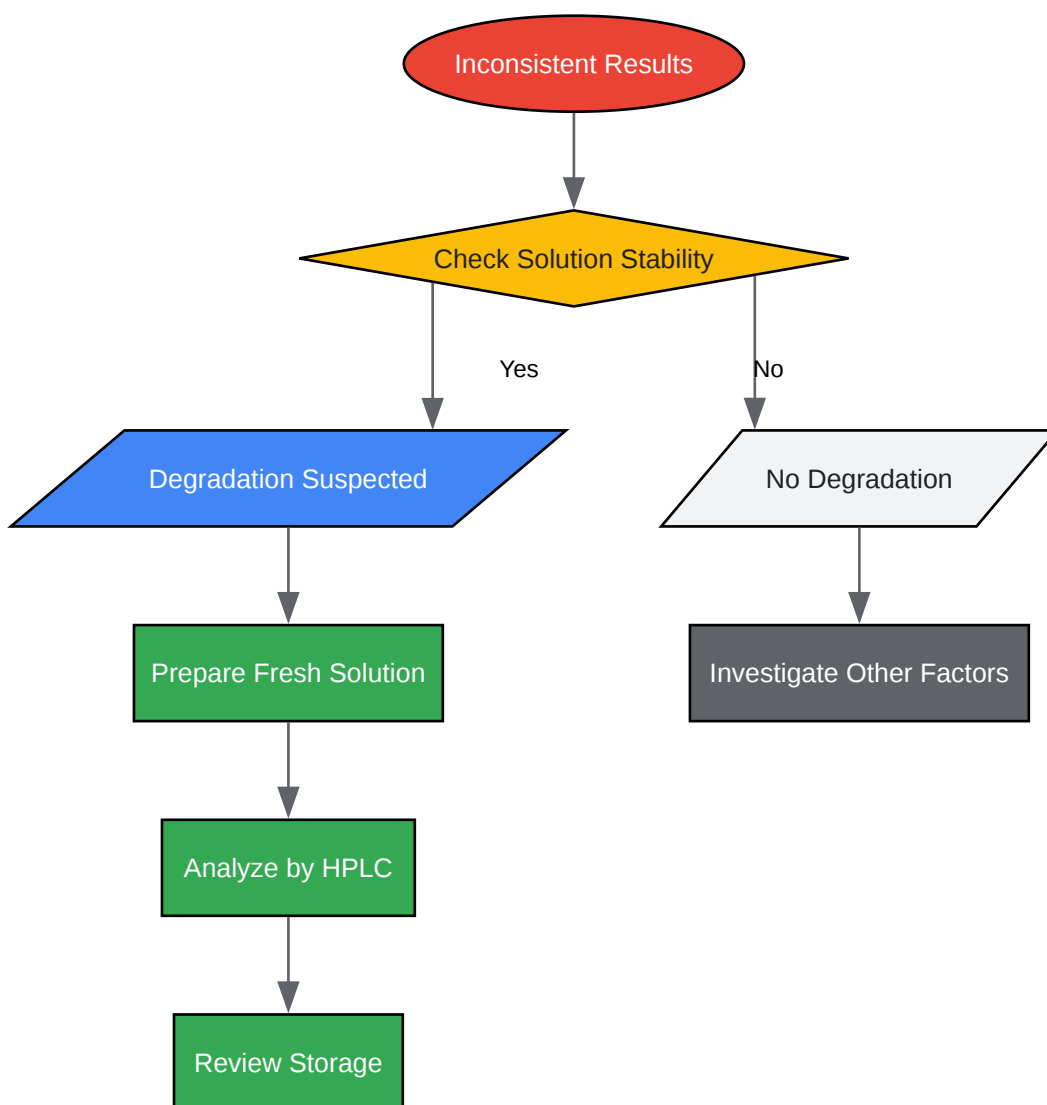 Inconsistent Results
Check Solution Stability
Yes
No
Degradation Suspected
No Degradation
Prepare Fresh Solution
Investigate Other Factors
Analyze by HPLC
Review Storage